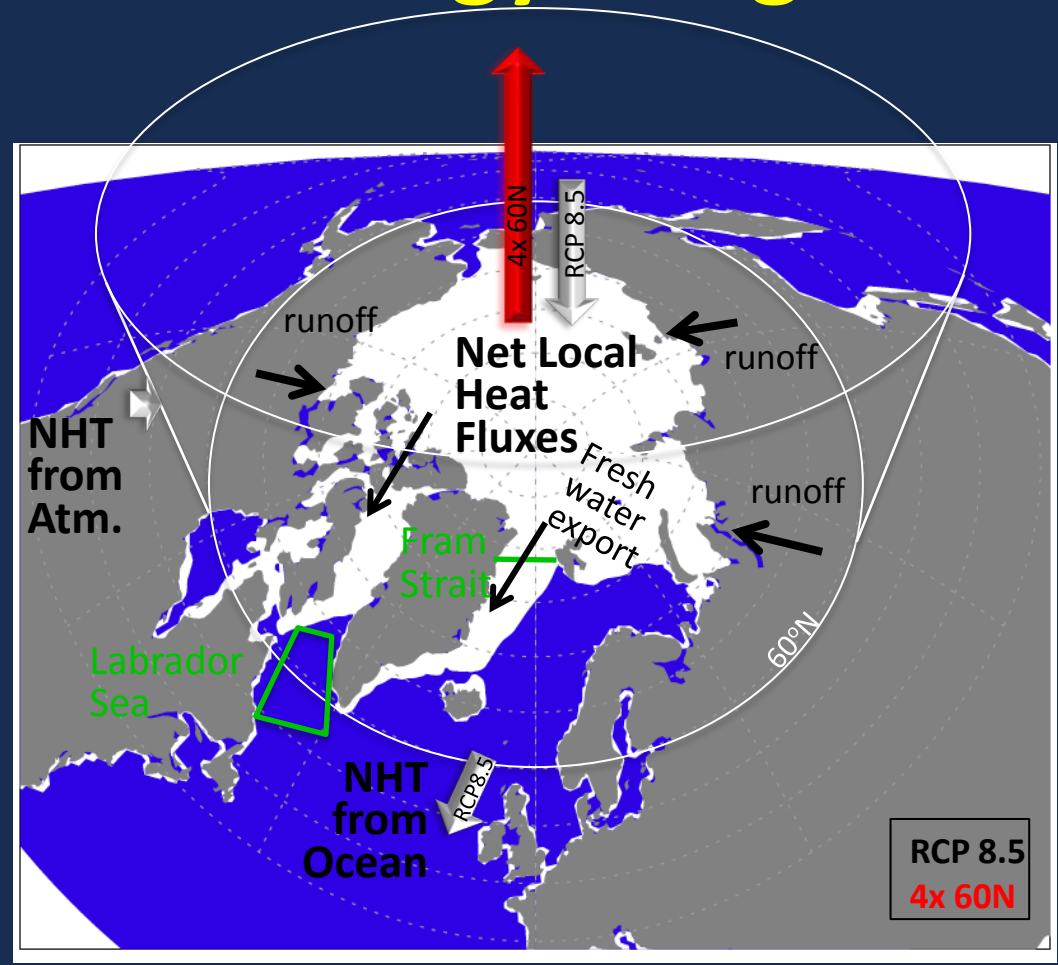 4x 60N
RCP 8.5
runoff
runoff
Net Local
Heat
Fluxes
NHT
from
Atm.
Fresh
water
export
runoff
Fram
Strait
60°N
Labrador
Sea
NHT
from
Ocean
RCP8.5
RCP 8.5
4x 60N